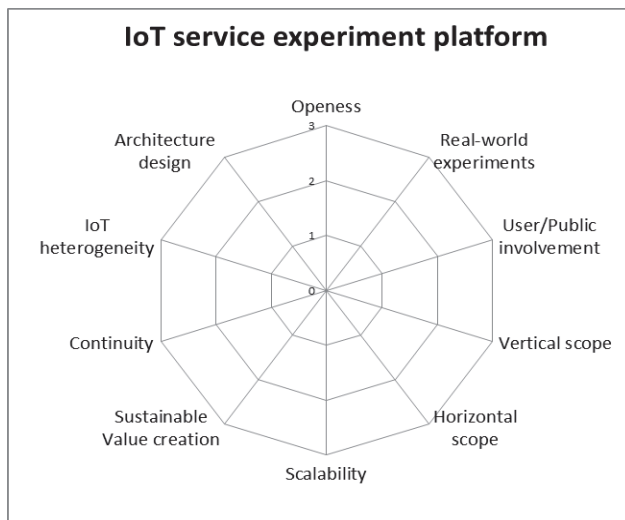 IoT service experiment platform
Openess
Real-world
experiments
User/Public
involvement
Vertical scope
Horizontal
scope
Scalability
Sustainable
Value creation
Continuity
IoT
heterogeneity
Architecture
design
3
2
1
0